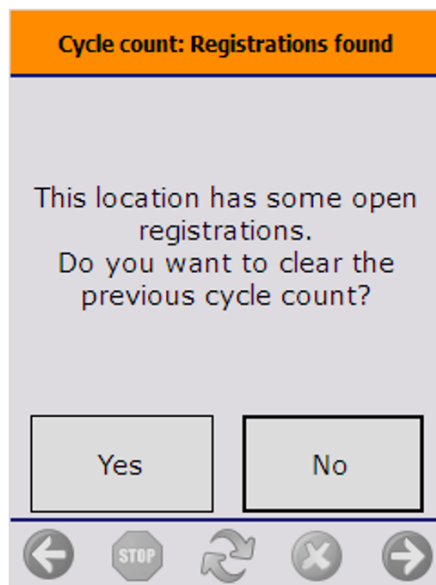 Cycle count: Registrations found
This location has some open
registrations.
Do you want to clear the
previous cycle count?
Yes
No
STOP